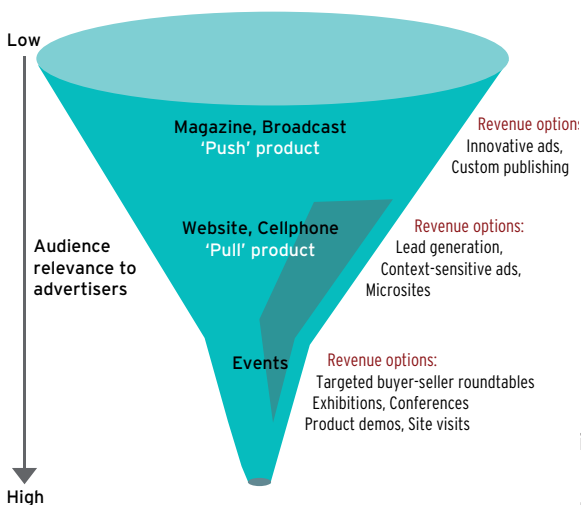 Low
Magazine, Broadcast
'Push' product
Revenue options:
Innovative ads,
Custom publishing
Website, Cellphone
'Pull' product
Revenue options:
Lead generation,
Context-sensitive ads,
Microsites
Audience
relevance to
advertisers
Events
Revenue options:
Targeted buyer-seller roundtables
Exhibitions, Conferences
Product demos, Site visits
High